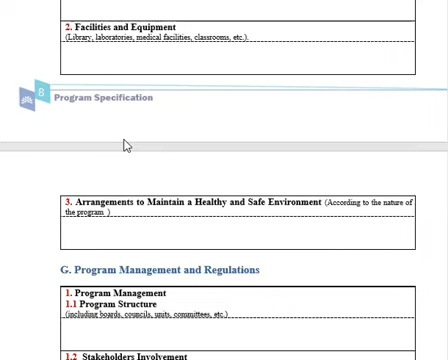 2. Facilities and Equipment
(Library, laboratories, medical facilities, classrooms, etc.).
8
Program Specification
3. Arrangements to Maintain a Healthy and Safe Environment (According to the nature of
the program )
G. Program Management and Regulations
1. Program Management
1.1 Program Structure
(including boards, councils, units, committees, etc.)
1.2 Stakeholders Involvement